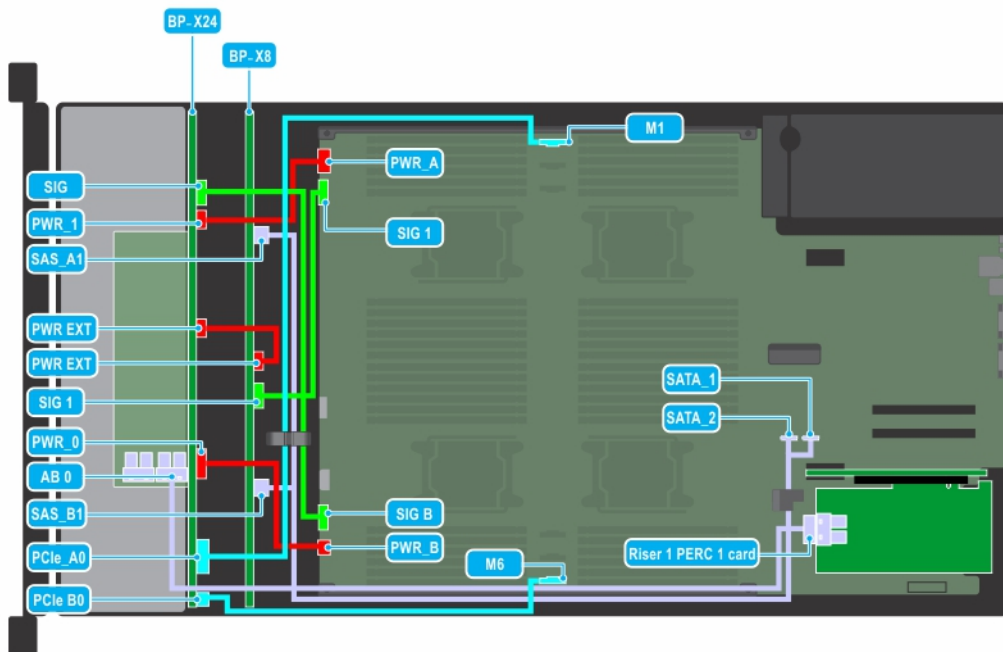 BP-X24
BP-X8
M1
PWR_A
SIG
SIG 1
PWR_1
SAS_A1
PWR EXT
PWR EXT
SIG 1
SATA_1
SATA_2
PWR_0
AB 0
SAS_B1
SIG B
PWR_B
Riser 1 PERC 1 card
PCIe_A0
M6
PCIe B0